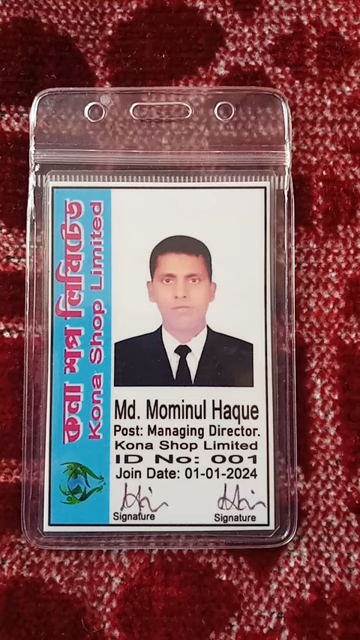 কনা শপ লিমিটেড
Kona Shop Limited
Md. Mominul Haque
Post: Managing Director.
Kona Shop Limited
ID No: 001
Join Date: 01-01-2024
Signature Signature